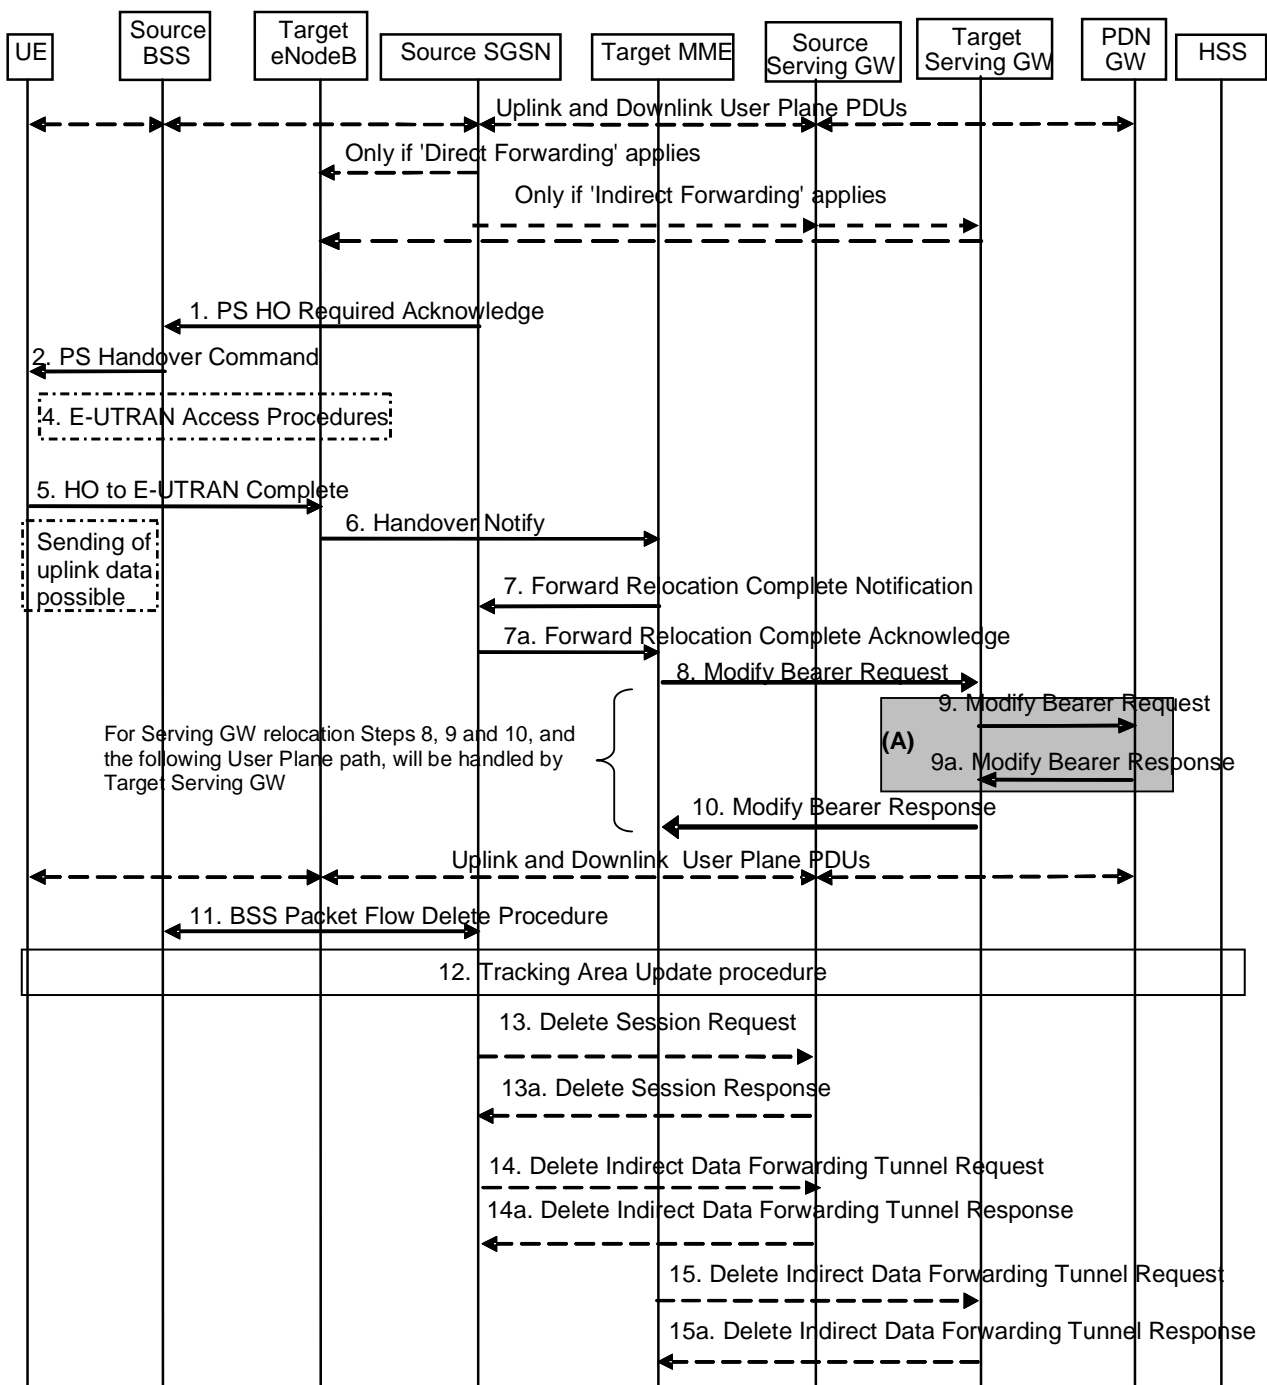 UE
Source
BSS
Target
eNodeB
Source SGSN
Target MME
Source
Serving GW
Target
Serving GW
PDN
GW
HSS
Uplink and Downlink User Plane PDUs
Only if 'Direct Forwarding' applies
Only if 'Indirect Forwarding' applies
1. PS HO Required Acknowledge
2. PS Handover Command
4. E-UTRAN Access Procedures
5. HO to E-UTRAN Complete
6. Handover Notify
Sending of
uplink data
possible
7. Forward Relocation Complete Notification
7a. Forward Relocation Complete Acknowledge
8. Modify Bearer Request
9. Modify Bearer Request
(A)
9a. Modify Bearer Response
For Serving GW relocation Steps 8, 9 and 10, and
the following User Plane path, will be handled by
Target Serving GW
10. Modify Bearer Response
Uplink and Downlink User Plane PDUs
11. BSS Packet Flow Delete Procedure
12. Tracking Area Update procedure
13. Delete Session Request
13a. Delete Session Response
14. Delete Indirect Data Forwarding Tunnel Request
14a. Delete Indirect Data Forwarding Tunnel Response
15. Delete Indirect Data Forwarding Tunnel Request
15a. Delete Indirect Data Forwarding Tunnel Response